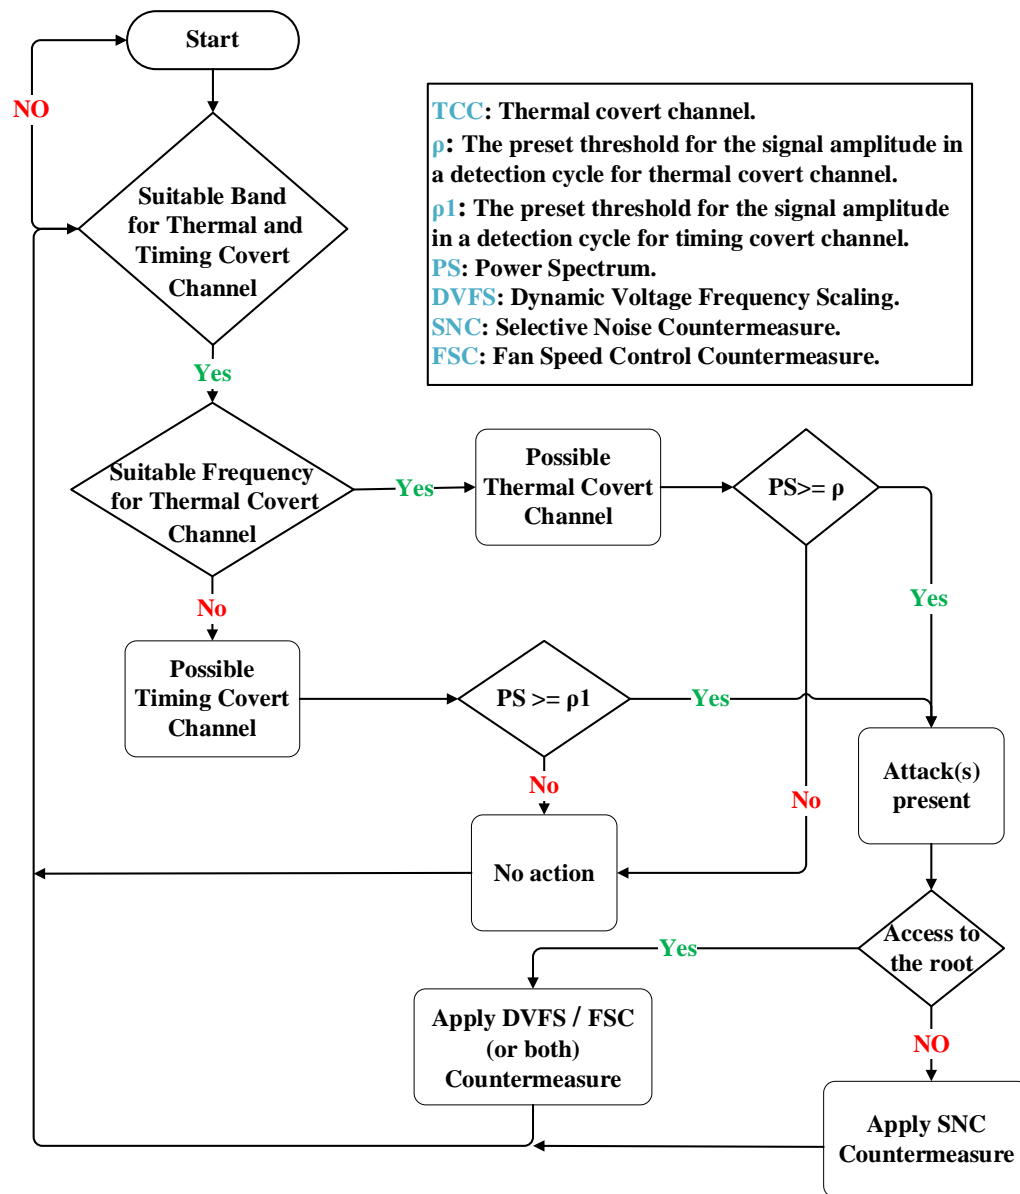 Start
NO
TCC: Thermal covert channel.
ρ: The preset threshold for the signal amplitude in
a detection cycle for thermal covert channel.
ρ1: The preset threshold for the signal amplitude
in a detection cycle for timing covert channel.
PS: Power Spectrum.
DVFS: Dynamic Voltage Frequency Scaling.
SNC: Selective Noise Countermeasure.
FSC: Fan Speed Control Countermeasure.
Suitable Band
for Thermal and
Timing Covert
Channel
Yes
Suitable Frequency
for Thermal Covert
Channel
Yes
Possible
Thermal Covert
Channel
PS>= ρ
Yes
No
Possible
Timing Covert
Channel
PS >= ρ1
Yes
No
No
Attack(s)
present
No action
Access to
the root
Yes
Apply DVFS / FSC
(or both)
Countermeasure
NO
Apply SNC
Countermeasure